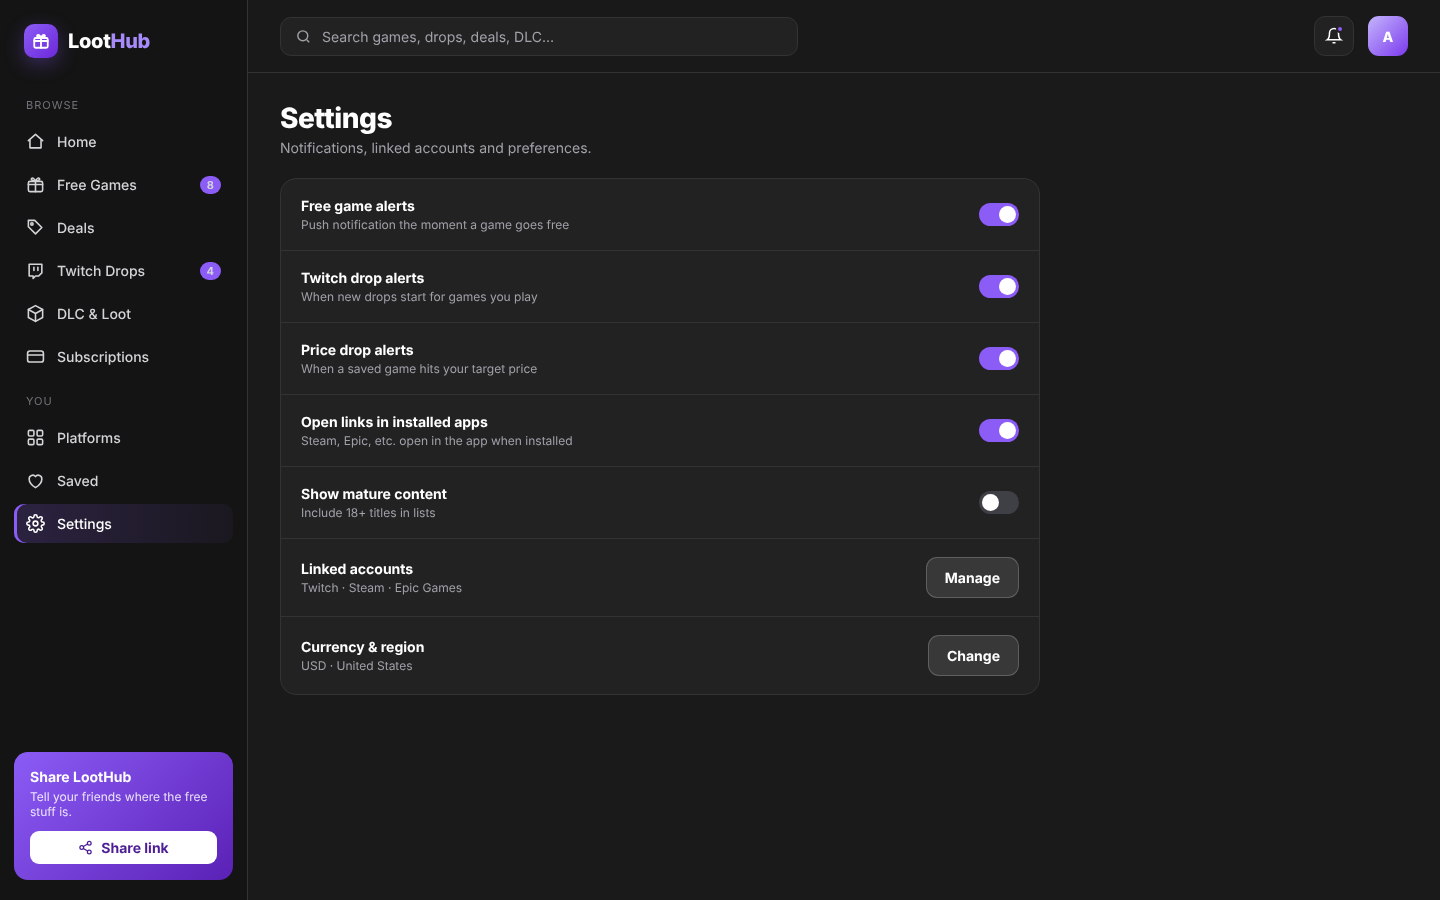 LootHub
Search games, drops, deals, DLC...
A
BROWSE
Home
Free Games 8
Deals
Twitch Drops 4
DLC & Loot
Subscriptions
YOU
Platforms
Saved
Settings
Share LootHub
Tell your friends where the free
stuff is.
Share link
Settings
Notifications, linked accounts and preferences.
Free game alerts
Push notification the moment a game goes free
Twitch drop alerts
When new drops start for games you play
Price drop alerts
When a saved game hits your target price
Open links in installed apps
Steam, Epic, etc. open in the app when installed
Show mature content
Include 18+ titles in lists
Linked accounts
Twitch · Steam · Epic Games
Manage
Currency & region
USD · United States
Change